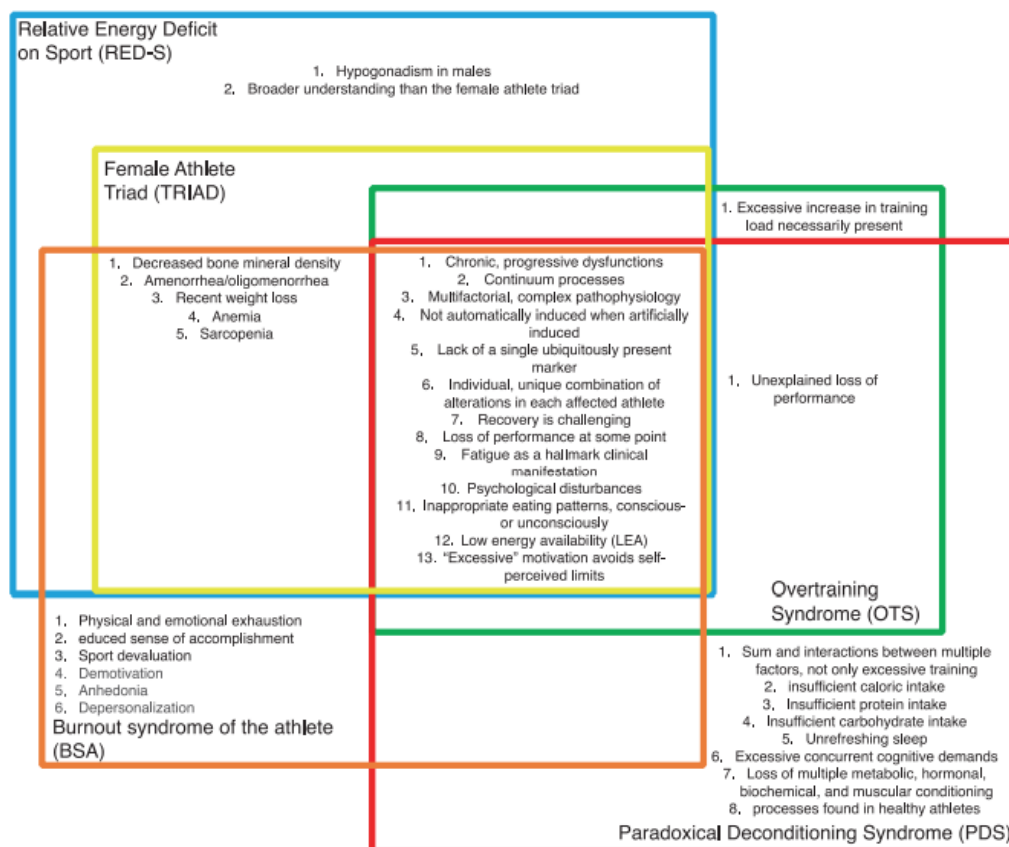 Relative Energy Deficit
on Sport (RED-S)
1. Hypogonadism in males
2. Broader understanding than the female athlete triad
Female Athlete
Triad (TRIAD)
1. Excessive increase in training
load necessarily present
1. Decreased bone mineral density
2. Amenorrhea/oligomenorrhea
3. Recent weight loss
4. Anemia
5. Sarcopenia
1. Chronic, progressive dysfunctions
2. Continuum processes
3. Multifactorial, complex pathophysiology
4. Not automatically induced when artificially
induced
5. Lack of a single ubiquitously present
marker
6. Individual, unique combination of
alterations in each affected athlete
7. Recovery is challenging
8. Loss of performance at some point
9. Fatigue as a hallmark clinical
manifestation
10. Psychological disturbances
11, Inappropriate eating patterns, conscious-
or unconsciously
12. Low energy availability (LEA)
13. "Excessive" motivation avoids self-
perceived limits
1. Unexplained loss of
performance
Overtraining
Syndrome (OTS)
1. Physical and emotional exhaustion
2. educed sense of accomplishment
3. Sport devaluation
4. Demotivation
5, Anhedonia
6. Depersonalization
Burnout syndrome of the athlete
(BSA)
1. Sum and interactions between multiple
factors, not only excessive training
2. insufficient caloric intake
3. Insufficient protein intake
4. Insufficient carbohydrate intake
5. Unrefreshing sleep
6. Excessive concurrent cognitive demands
7. Loss of multiple metabolic, hormonal,
biochemical, and muscular conditioning
8. processes found in healthy athletes
Paradoxical Deconditioning Syndrome (PDS)